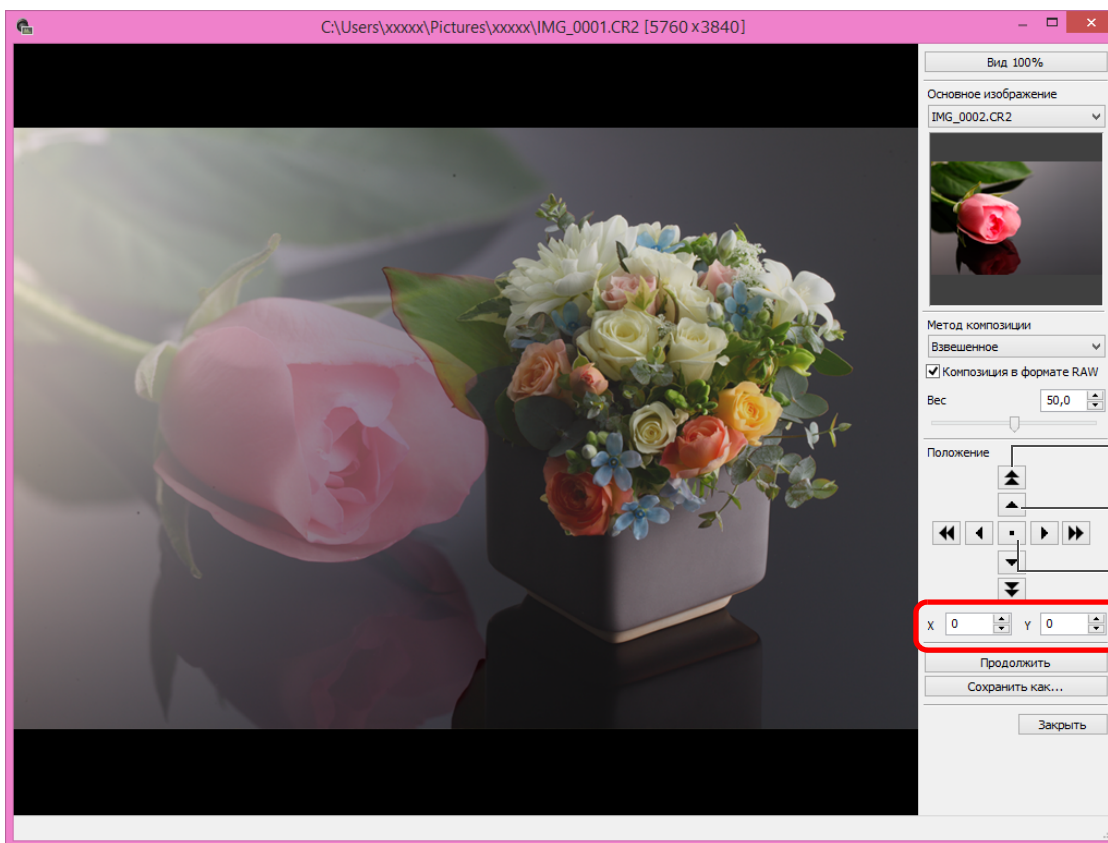 C:\Users\xxxxx\Pictures\xxxxx\IMG_0001.CR2 [5760 x 3840]
Вид 100%
Основное изображение
IMG_0002.CR2
Метод композиции
Взвешенное
Композиция в формате RAW
Вес 50,0
Положение
X 0 Y 0
Продолжить
Сохранить как...
Закрыть